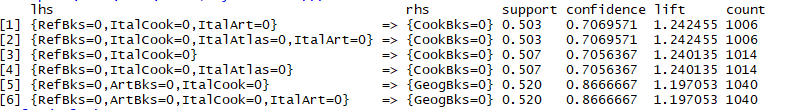 lhs rhs support confidence lift count
[1] {RefBks=0,ItalCook=0,ItalArt=0} => {CookBks=0} 0.503 0.7069571 1.242455 1006
[2] {RefBks=0,ItalCook=0,ItalAtlas=0,ItalArt=0} => {CookBks=0} 0.503 0.7069571 1.242455 1006
[3] {RefBks=0,ItalCook=0} => {CookBks=0} 0.507 0.7056367 1.240135 1014
[4] {RefBks=0,ItalCook=0,ItalAtlas=0} => {CookBks=0} 0.507 0.7056367 1.240135 1014
[5] {RefBks=0,ArtBks=0,ItalCook=0} => {GeogBks=0} 0.520 0.8666667 1.197053 1040
[6] {RefBks=0,ArtBks=0,ItalCook=0,ItalArt=0} => {GeogBks=0} 0.520 0.8666667 1.197053 1040